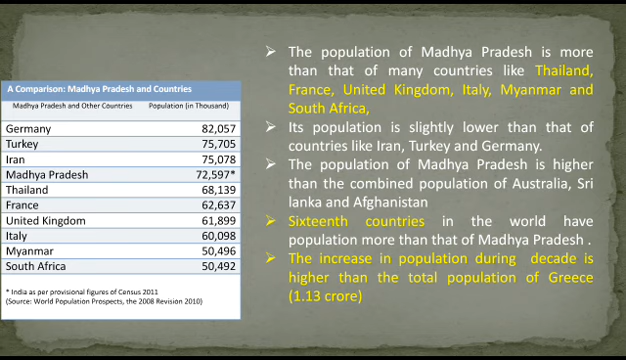 A Comparison: Madhya Pradesh and Countries
Madhya Pradesh and Other Countries Population (in Thousand)
Germany 82,057
Turkey 75,705
Iran 75,078
Madhya Pradesh 72,597*
Thailand 68,139
France 62,637
United Kingdom 61,899
Italy 60,098
Myanmar 50,496
South Africa 50,492
* India as per provisional figures of Census 2011
(Source: World Population Prospects, the 2008 Revision 2010)
➢ The population of Madhya Pradesh is more
than that of many countries like Thailand,
France, United Kingdom, Italy, Myanmar and
South Africa,
➢ Its population is slightly lower than that of
countries like Iran, Turkey and Germany.
➢ The population of Madhya Pradesh is higher
than the combined population of Australia, Sri
lanka and Afghanistan
➢ Sixteenth countries in the world have
population more than that of Madhya Pradesh .
➢ The increase in population during decade is
higher than the total population of Greece
(1.13 crore)